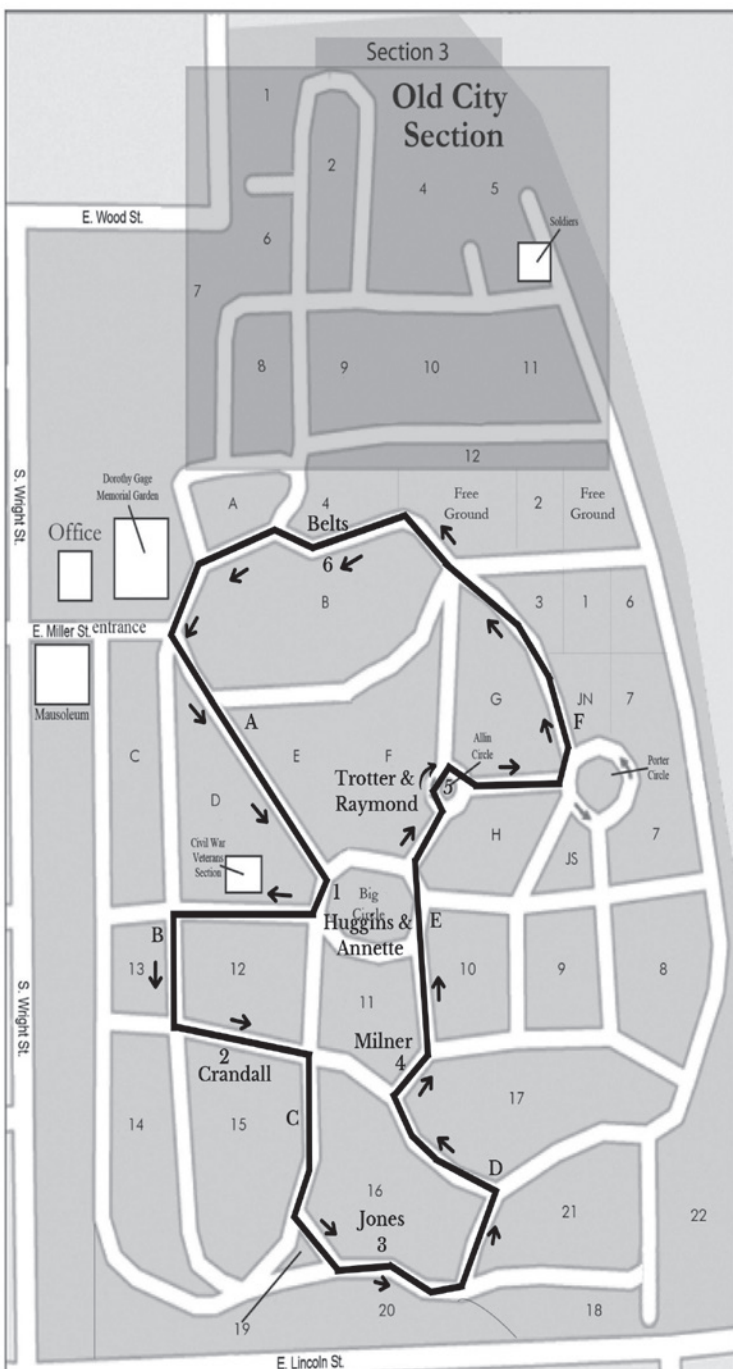 Section 3
Old City
Section
1
2
4
5
Soldiers
E. Wood St.
6
7
8
9
10
11
12
S. Wright St.
Dorothy Gage
Memorial Garden
Office
A
4
Free
Ground
2
Free
Ground
Belts
6
B
3
1
6
E. Miller St.
entrance
Mausoleum
C
D
A
E
F
G
JN
7
F
Allin
Circle
Porter
Circle
Trotter &
Raymond
5
H
JS
7
Civil War
Veterans
Section
1
Big
Circle
Huggins &
Annette
E
B
13
12
11
10
9
8
S. Wright St.
2
Crandall
Milner
4
C
14
15
16
17
D
Jones
3
21
22
19
20
18
E. Lincoln St.